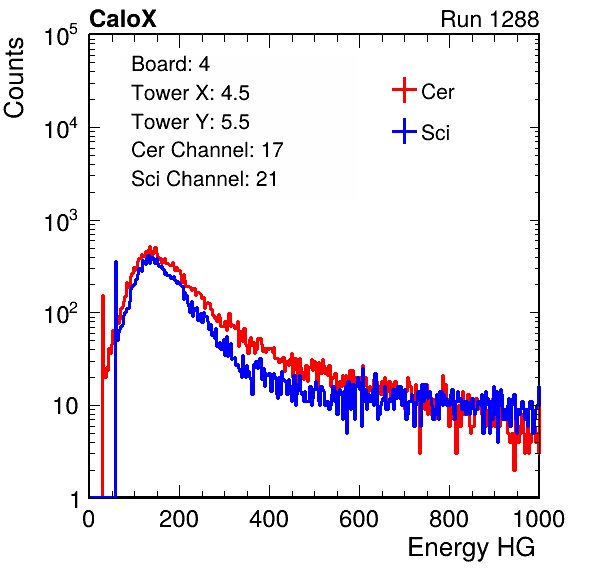 CaloX Run 1288
Counts
Board: 4
Tower X: 4.5
Tower Y: 5.5
Cer Channel: 17
Sci Channel: 21
Cer
Sci
10^5
10^4
10^3
10^2
10
1
0 200 400 600 800 1000
Energy HG